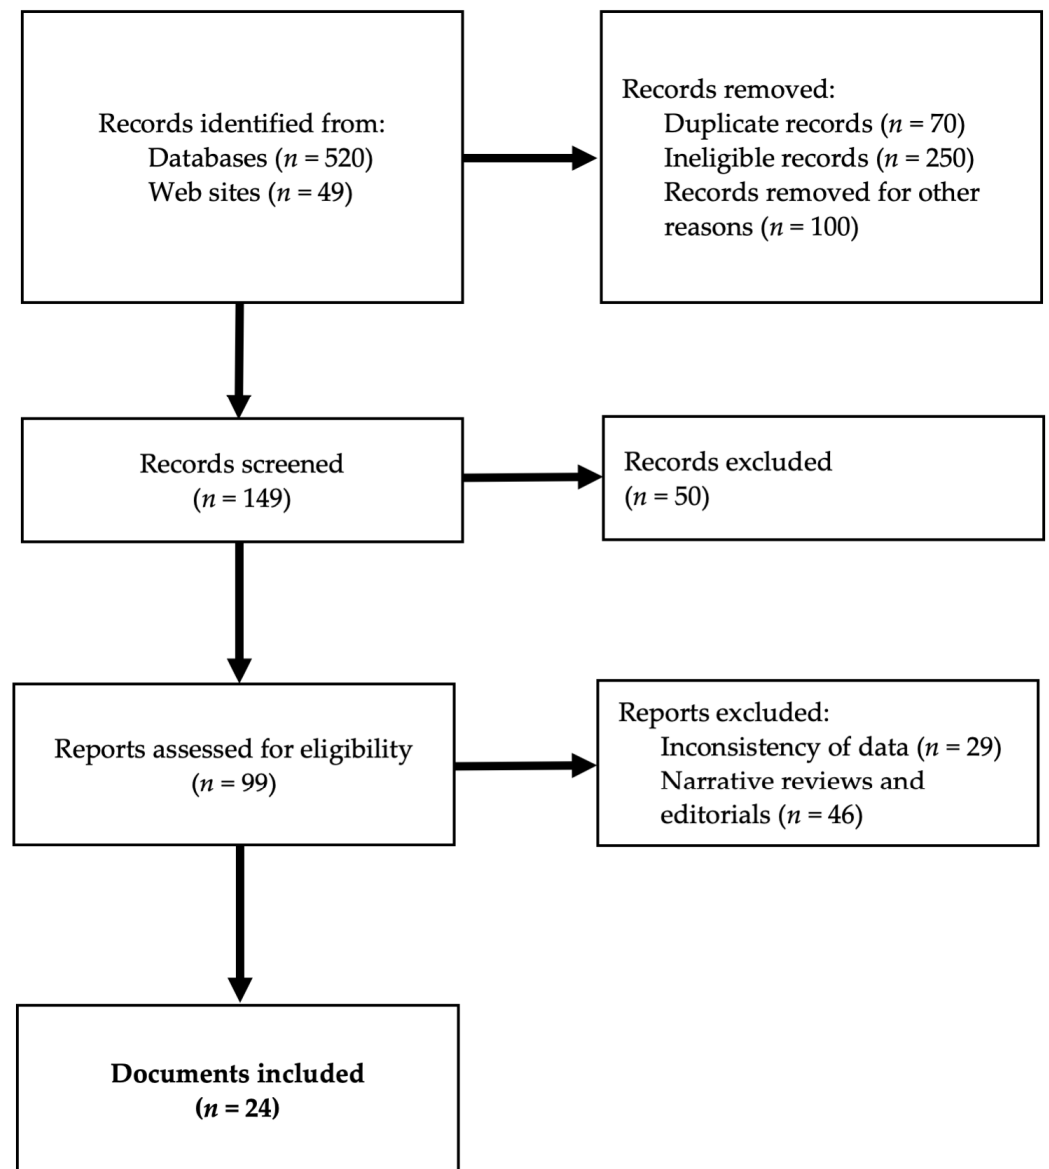 Records identified from:
Databases (n = 520)
Web sites (n = 49)
Records removed:
Duplicate records (n = 70)
Ineligible records (n = 250)
Records removed for other
reasons (n = 100)
Records screened
(n = 149)
Records excluded
(n = 50)
Reports assessed for eligibility
(n = 99)
Reports excluded:
Inconsistency of data (n = 29)
Narrative reviews and
editorials (n = 46)
Documents included
(n = 24)